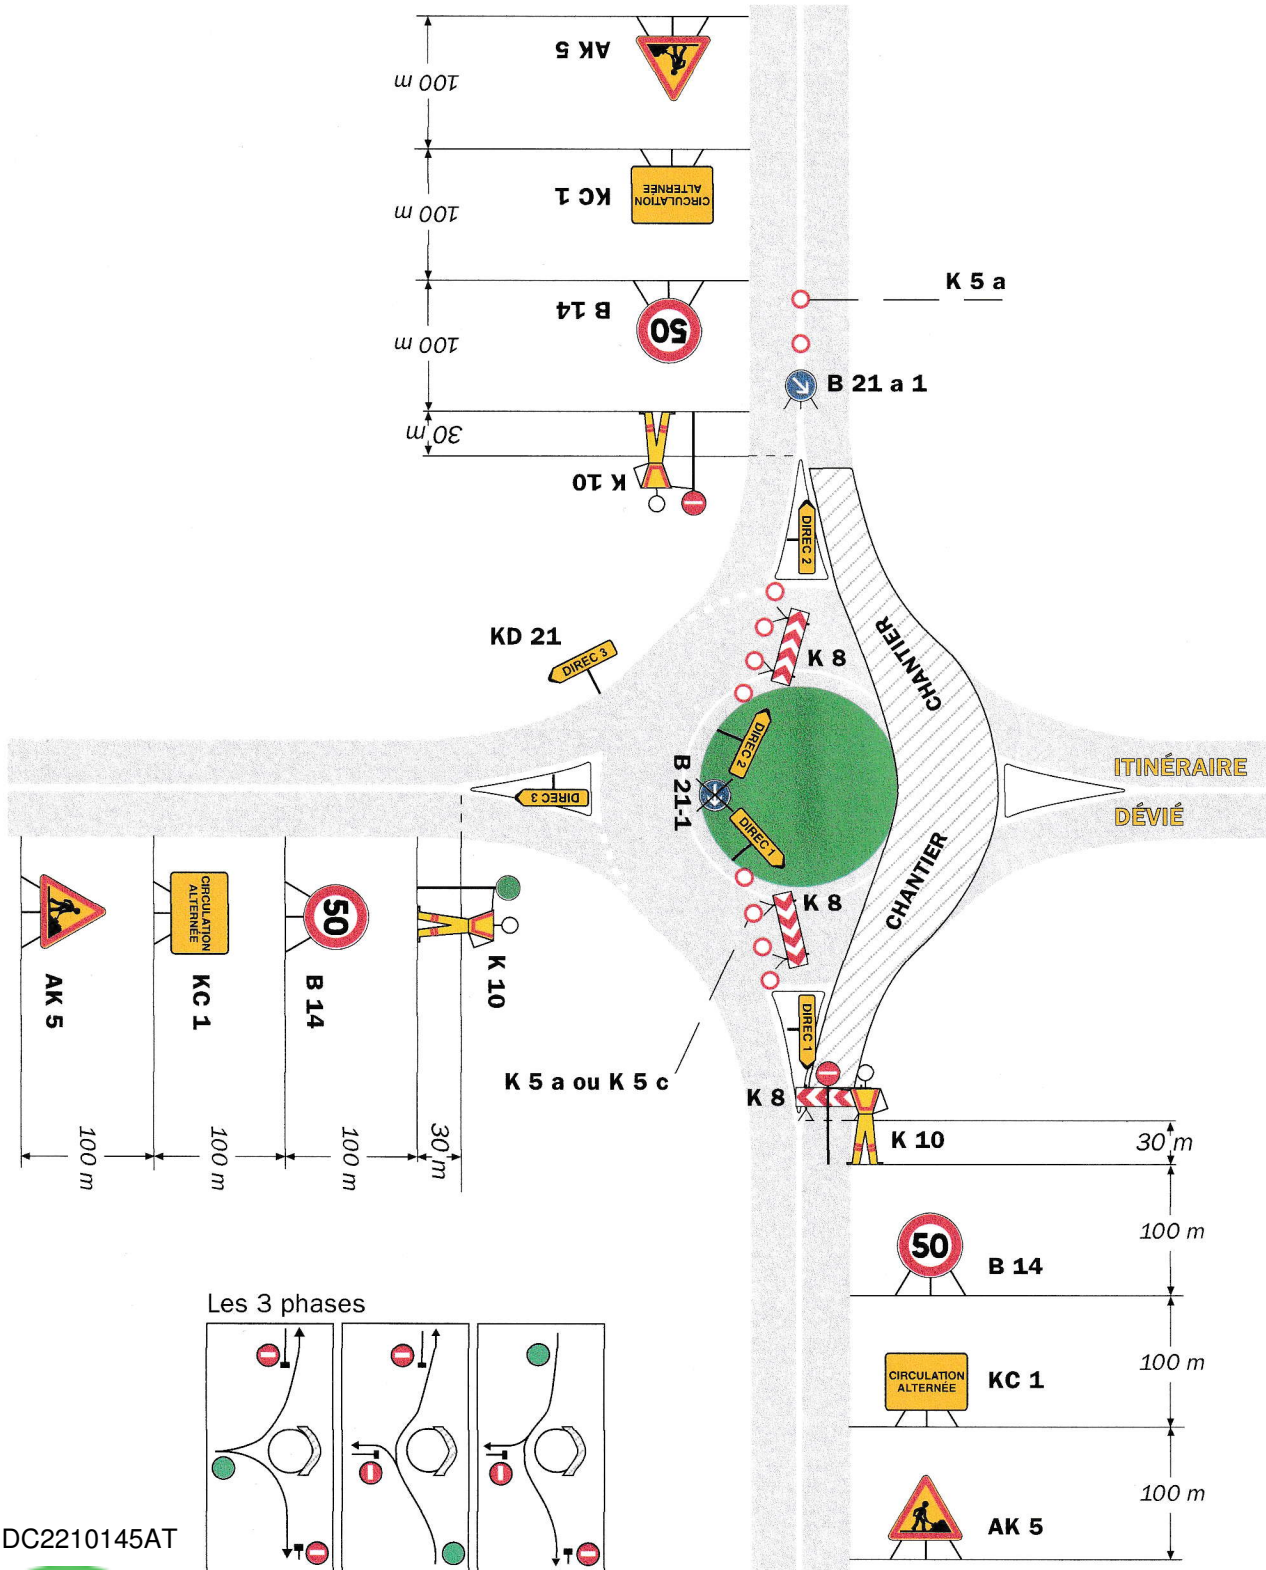 AK 5
100 m
CIRCULATION
ALTERNÉE
KC 1
100 m
50
B 14
100 m
30 m
K 10
K 5 a
B 21 a 1
DIREC 2
KD 21
DIREC 3
K 8
CHANTIER
DIREC 2
B 21-1
DIREC 3
DIREC 1
ITINÉRAIRE
DÉVIÉ
CHANTIER
K 8
CIRCULATION
ALTERNÉE
50
K 10
AK 5
KC 1
B 14
DIREC 1
K 5 a ou K 5 c
K 8
K 10
30 m
100 m
100 m
100 m
30 m
100 m
50
B 14
CIRCULATION
ALTERNÉE
KC 1
100 m
AK 5
100 m
Les 3 phases
DC2210145AT